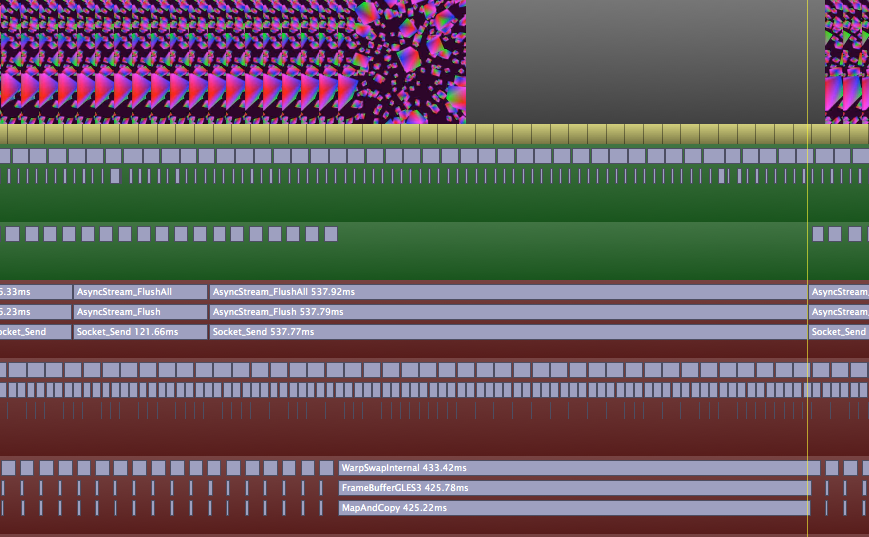 6.33ms AsyncStream_FlushAll AsyncStream_FlushAll 537.92ms AsyncStream_
6.23ms AsyncStream_Flush AsyncStream_Flush 537.79ms AsyncStream_
ocket_Send Socket_Send 121.66ms Socket_Send 537.77ms Socket_Send
WarpSwapInternal 433.42ms
FrameBufferGLES3 425.78ms
MapAndCopy 425.22ms